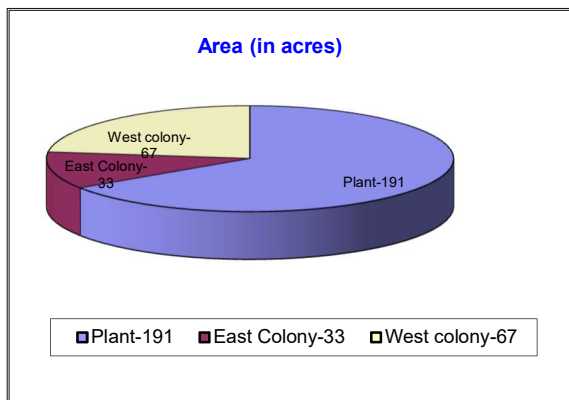 Area (in acres)
West colony-
67
East Colony-
33
Plant-191
Plant-191 East Colony-33 West colony-67